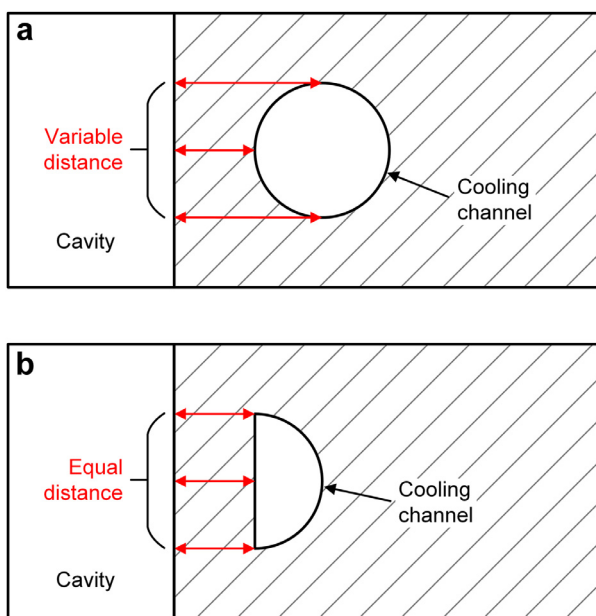 a
Variable
distance
Cooling
channel
Cavity
b
Equal
distance
Cooling
channel
Cavity